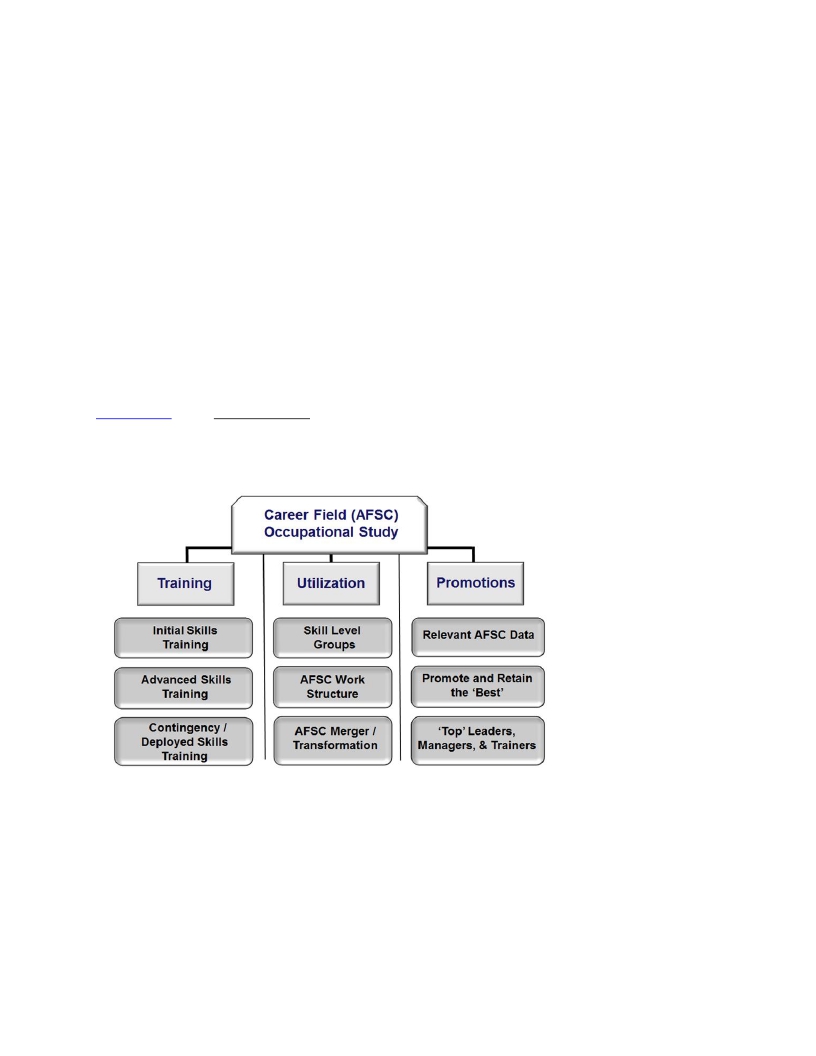 Career Field (AFSC)
Occupational Study
Training
Utilization
Promotions
Initial Skills
Training
Skill Level
Groups
Relevant AFSC Data
Advanced Skills
Training
AFSC Work
Structure
Promote and Retain
the ‘Best’
Contingency /
Deployed Skills
Training
AFSC Merger /
Transformation
‘Top’ Leaders,
Managers, & Trainers